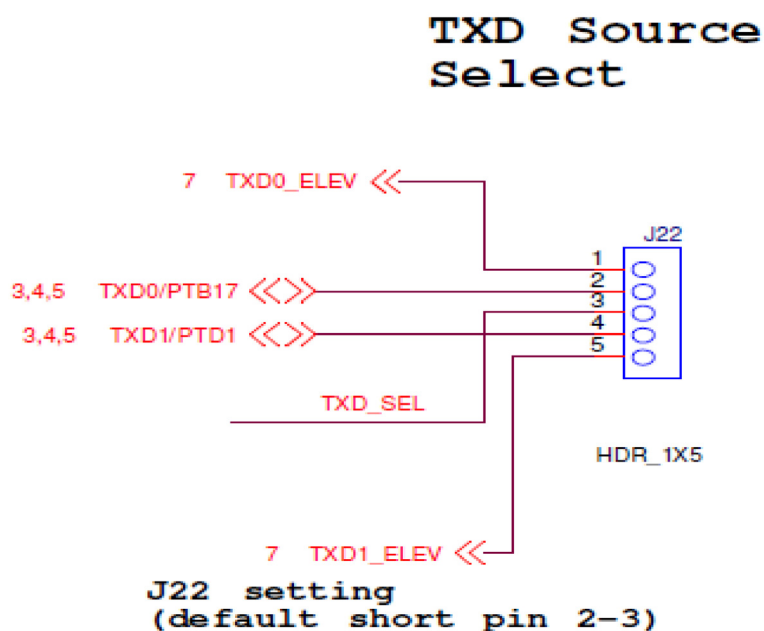 TXD Source
Select
7 TXD0_ELEV
J22
1
3,4,5 TXD0/PTB17
2
3
3,4,5 TXD1/PTD1
4
5
TXD_SEL
HDR_1X5
7 TXD1_ELEV
J22 setting
(default short pin 2-3)